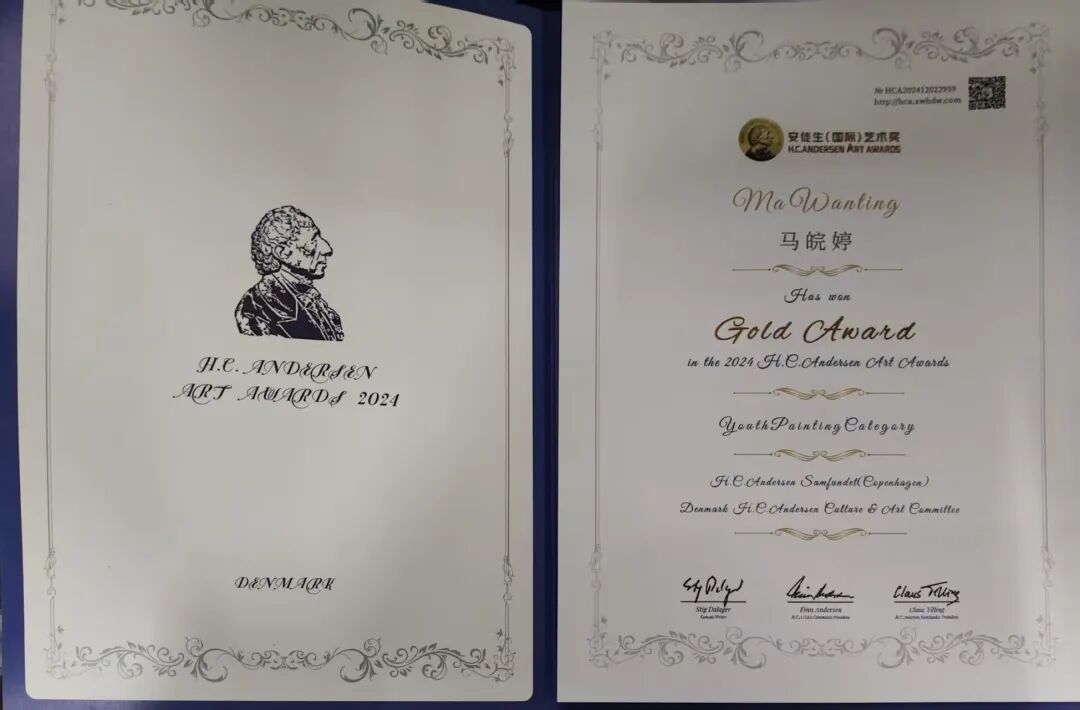 H.C. ANDERSEN
ART AWARDS 2024
DENMARK
№ HCA202412022959
http://hca.xwbdw.com
安徒生(国际)艺术奖
H.C.ANDERSEN ART AWARDS
Ma Wanting
马皖婷
Has won
Gold Award
in the 2024 H.C.Andersen Art Awards
Youth Painting Category
H.C Andersen Samfundet(Copenhagen)
Denmark H.C.Andersen Culture & Art Committee
Stig Dalager
Finn Andersen
Claus Tilling